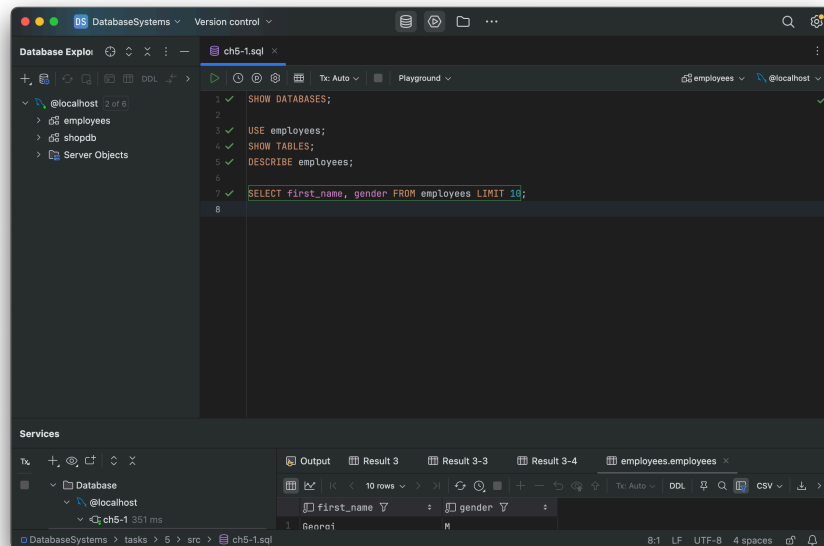 DS DatabaseSystems Version control
Database Explor
ch5-1.sql
DDL
Tx: Auto Playground employees @localhost
@localhost 2 of 6
employees
shopdb
Server Objects
1 SHOW DATABASES;
2
3 USE employees;
4 SHOW TABLES;
5 DESCRIBE employees;
6
7 SELECT first_name, gender FROM employees LIMIT 10;
8
Services
Tx
Database
@localhost
ch5-1 351 ms
Output Result 3 Result 3-3 Result 3-4 employees.employees
10 rows Tx: Auto DDL CSV
first_name gender
1 Georgi M
DatabaseSystems > tasks > 5 > src > ch5-1.sql 8:1 LF UTF-8 4 spaces